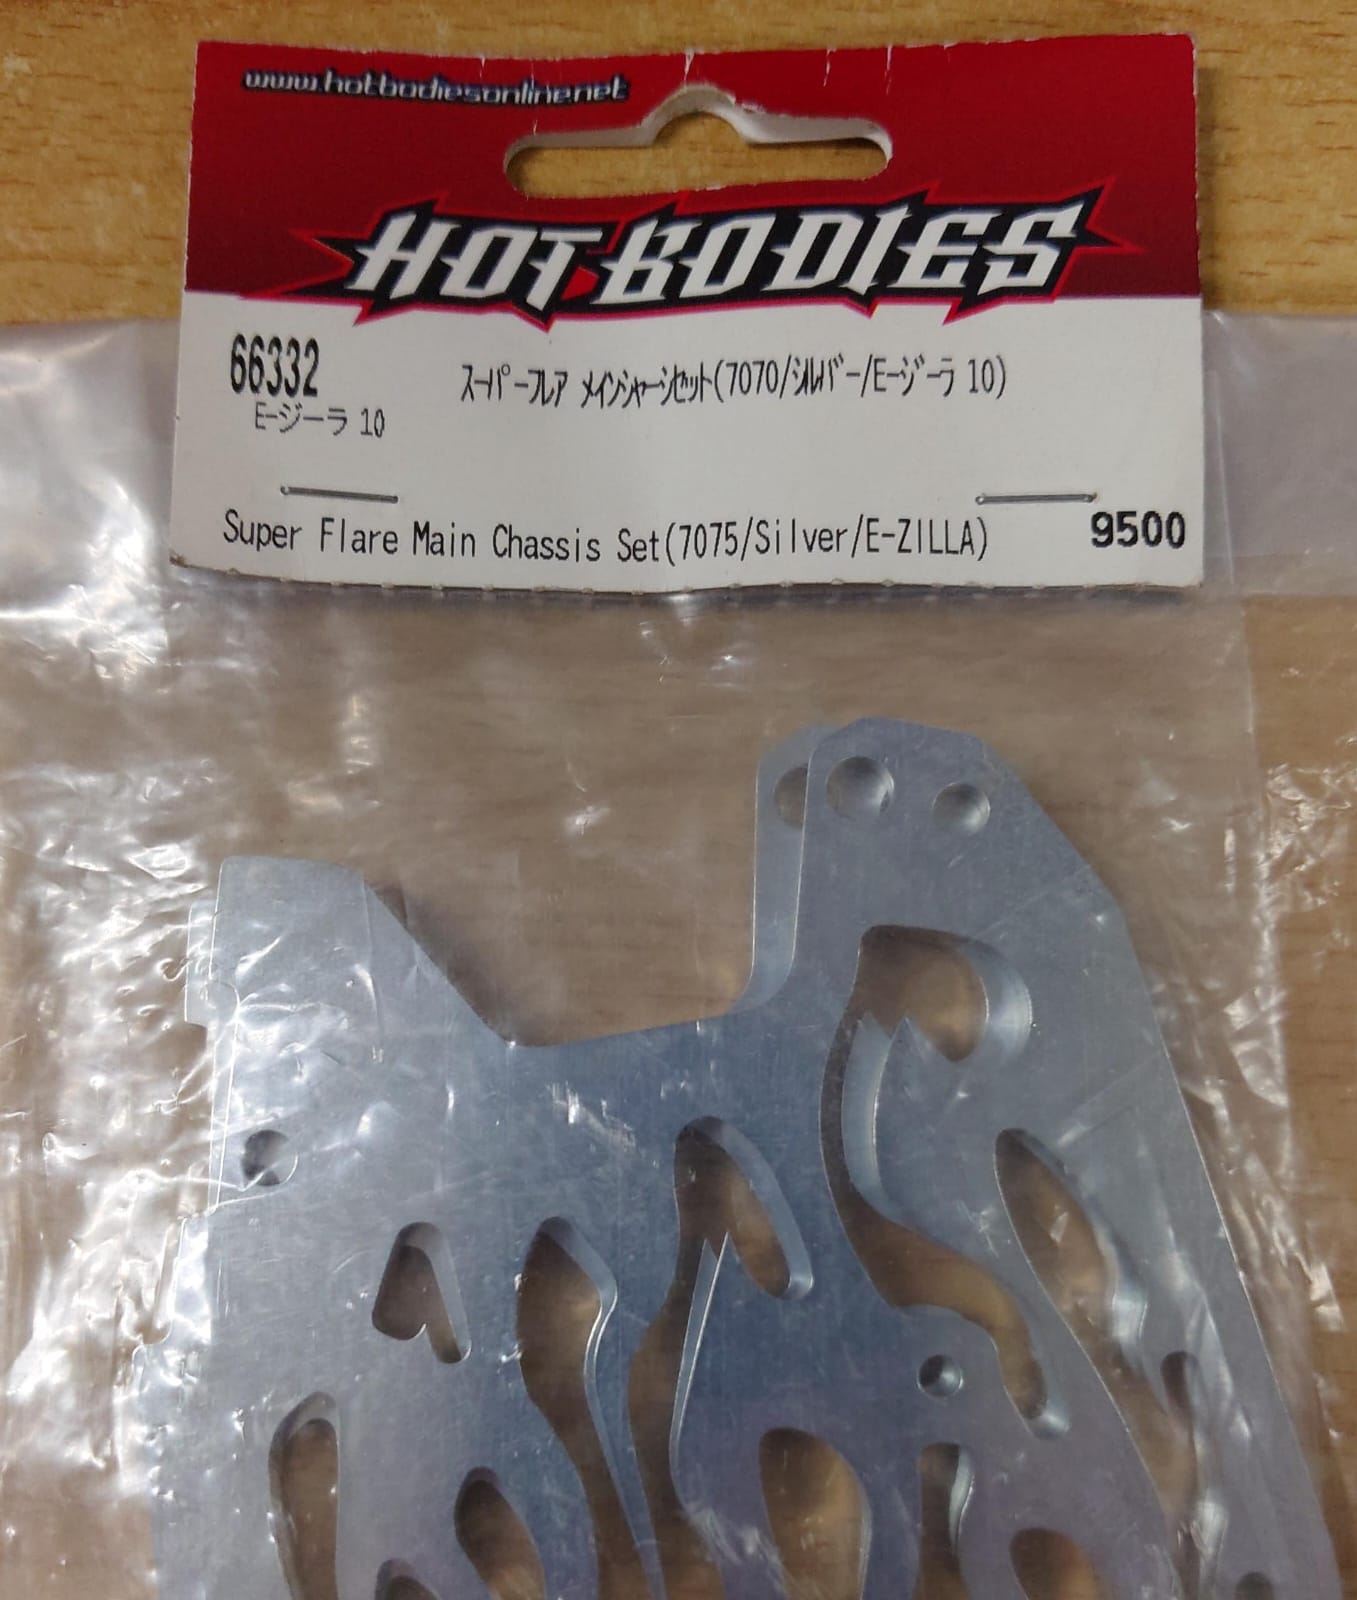 www.hotbodiesonline.net
HOT BODIES
66332
E-ジーラ 10
スーパーフレア メインシャーシセット(7070/シルバー/E-ジーラ 10)
Super Flare Main Chassis Set(7075/Silver/E-ZILLA)
9500